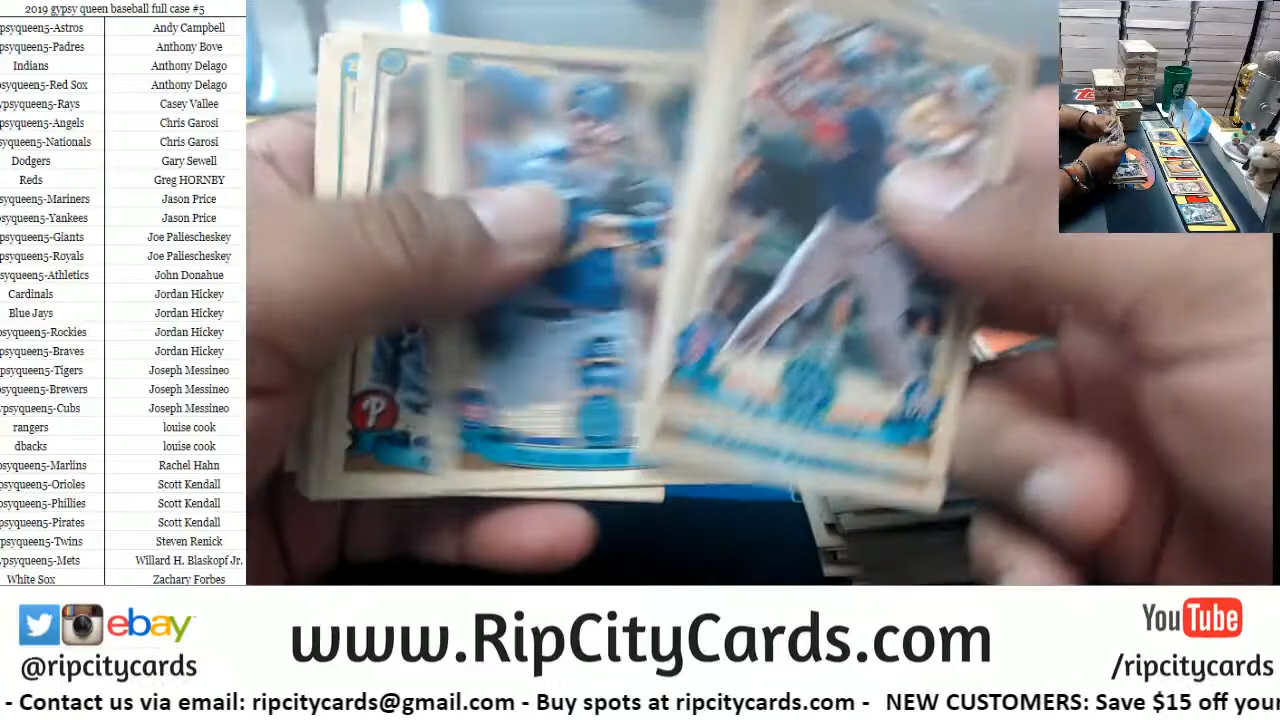 2019 gypsy queen baseball full case #5
psyqueen5-Astros Andy Campbell
psyqueen5-Padres Anthony Bove
Indians Anthony Delago
psyqueen5-Red Sox Anthony Delago
ypsyqueen5-Rays Casey Vallee
psyqueen5-Angels Chris Garosi
psyqueen5-Nationals Chris Garosi
Dodgers Gary Sewell
Reds Greg HORNBY
psyqueen5-Mariners Jason Price
psyqueen5-Yankees Jason Price
psyqueen5-Giants Joe Paliescheskey
psyqueen5-Royals Joe Paliescheskey
psyqueen5-Athletics John Donahue
Cardinals Jordan Hickey
Blue Jays Jordan Hickey
psyqueen5-Rockies Jordan Hickey
psyqueen5-Braves Jordan Hickey
psyqueen5-Tigers Joseph Messineo
psyqueen5-Brewers Joseph Messineo
ypsyqueen5-Cubs Joseph Messineo
rangers louise cook
dbacks louise cook
psyqueen5-Marlins Rachel Hahn
psyqueen5-Orioles Scott Kendall
psyqueen5-Phillies Scott Kendall
psyqueen5-Pirates Scott Kendall
psyqueen5-Twins Steven Renick
ypsyqueen5-Mets Willard H. Blaskopf Jr.
White Sox Zachary Forbes
P
ebay
@ripcitycards
www.RipCityCards.com
YouTube
/ripcitycards
- Contact us via email: ripcitycards@gmail.com - Buy spots at ripcitycards.com - NEW CUSTOMERS: Save $15 off your